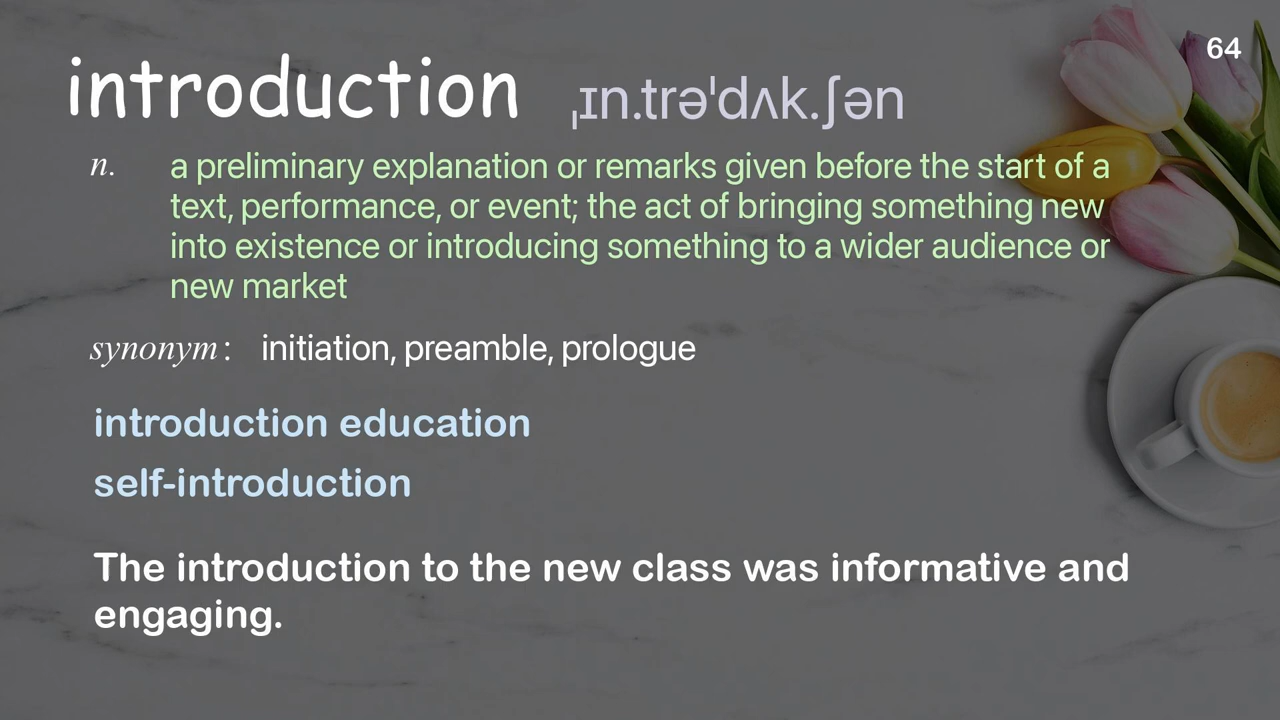 64
introduction ˌɪn.trəˈdʌk.ʃən
n. a preliminary explanation or remarks given before the start of a
text, performance, or event; the act of bringing something new
into existence or introducing something to a wider audience or
new market
synonym: initiation, preamble, prologue
introduction education
self-introduction
The introduction to the new class was informative and
engaging.